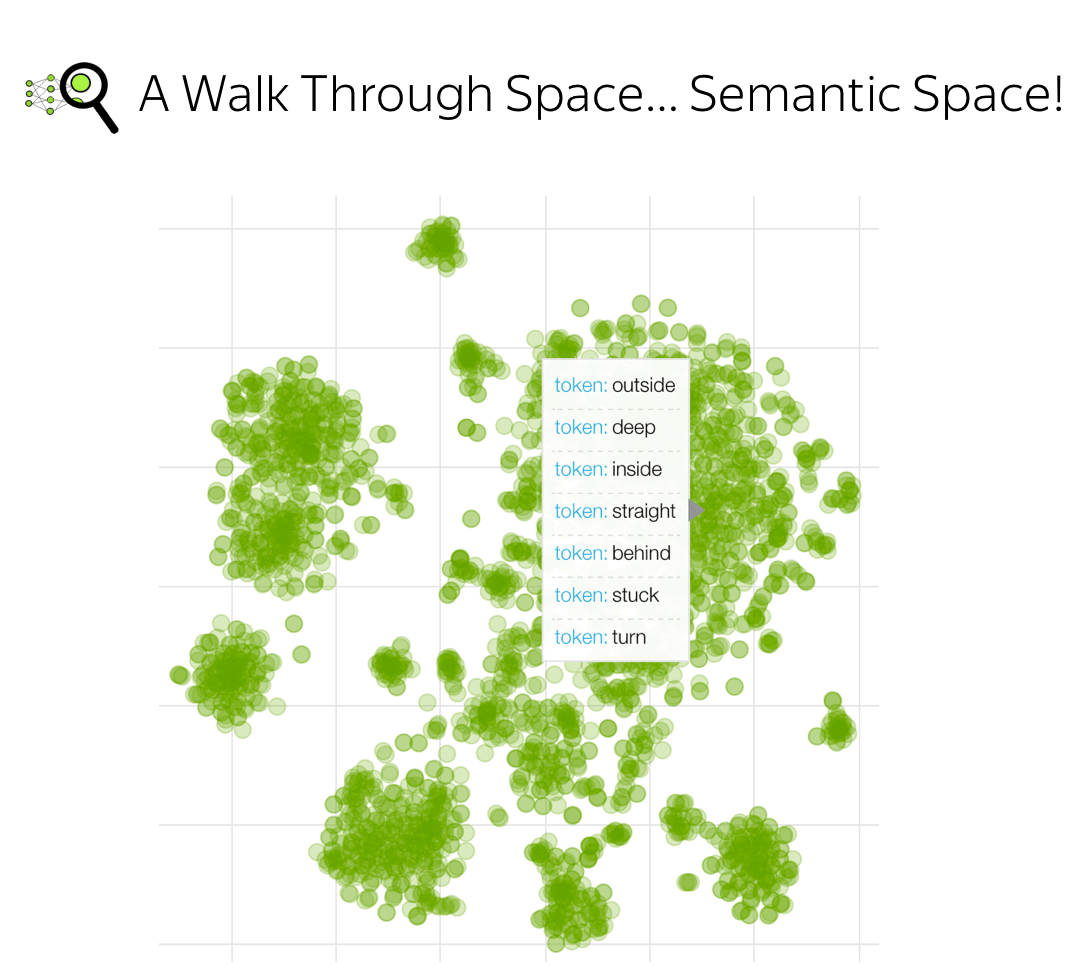 A Walk Through Space... Semantic Space!
token: outside
token: deep
token: inside
token: straight
token: behind
token: stuck
token: turn